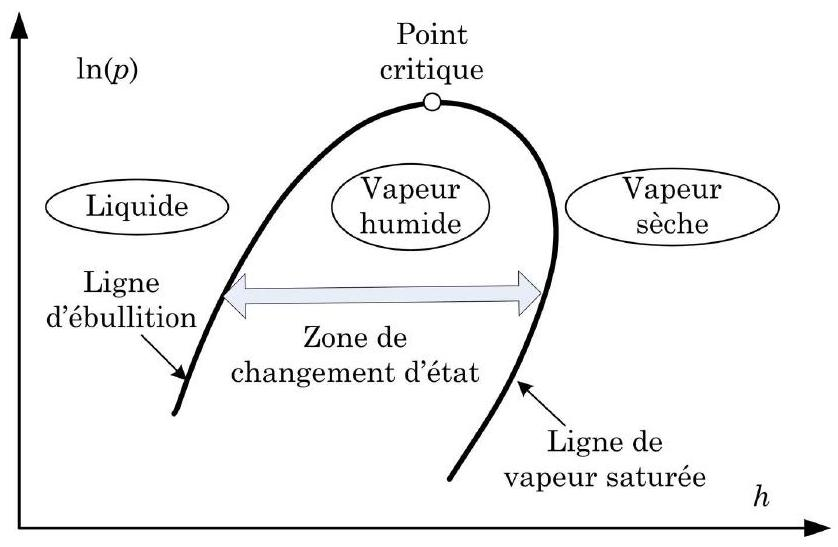 Point
critique
ln(p)
Liquide
Vapeur
humide
Vapeur
sèche
Ligne
d'ébullition
Zone de
changement d'état
Ligne de
vapeur saturée
h